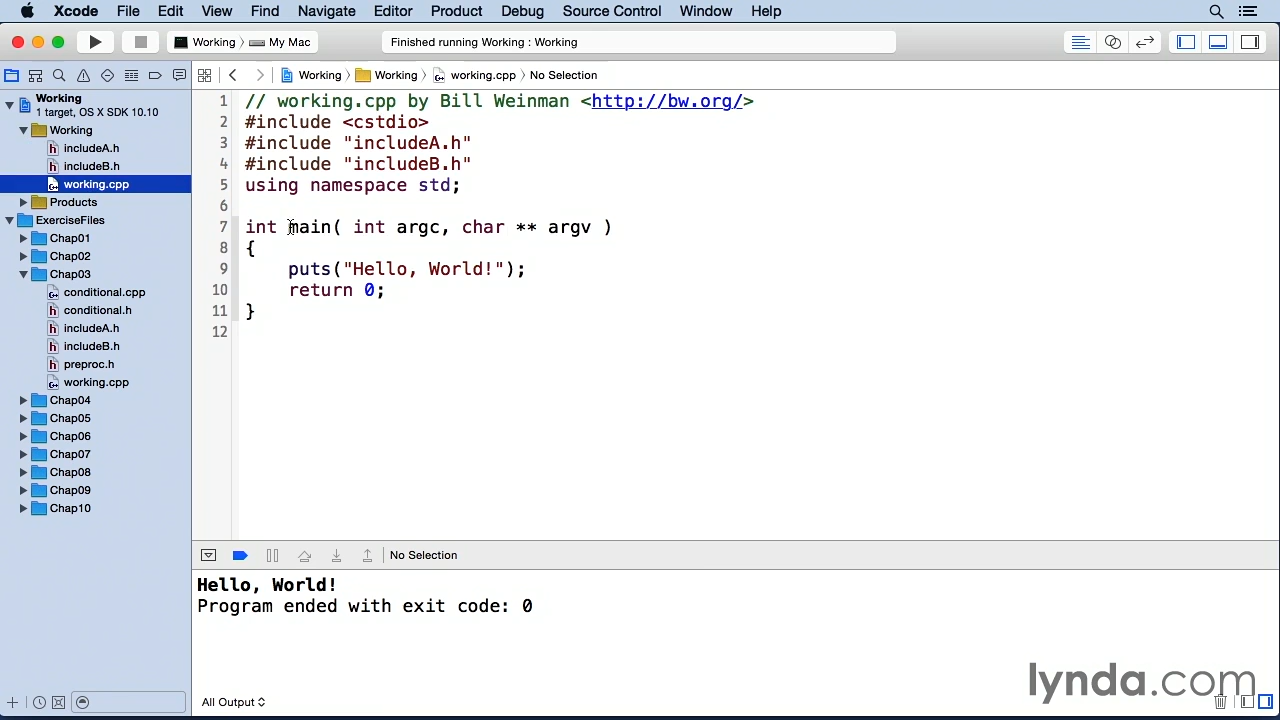 Xcode File Edit View Find Navigate Editor Product Debug Source Control Window Help
Working My Mac
Finished running Working : Working
Working Working working.cpp No Selection
Working
1 target, OS X SDK 10.10
Working
includeA.h
includeB.h
working.cpp
Products
ExerciseFiles
Chap01
Chap02
Chap03
conditional.cpp
conditional.h
includeA.h
includeB.h
preproc.h
working.cpp
Chap04
Chap05
Chap06
Chap07
Chap08
Chap09
Chap10
1 // working.cpp by Bill Weinman <http://bw.org/>
2 #include <cstdio>
3 #include "includeA.h"
4 #include "includeB.h"
5 using namespace std;
6
7 int main( int argc, char ** argv )
8 {
9 puts("Hello, World!");
10 return 0;
11 }
12
No Selection
Hello, World!
Program ended with exit code: 0
All Output
lynda.com